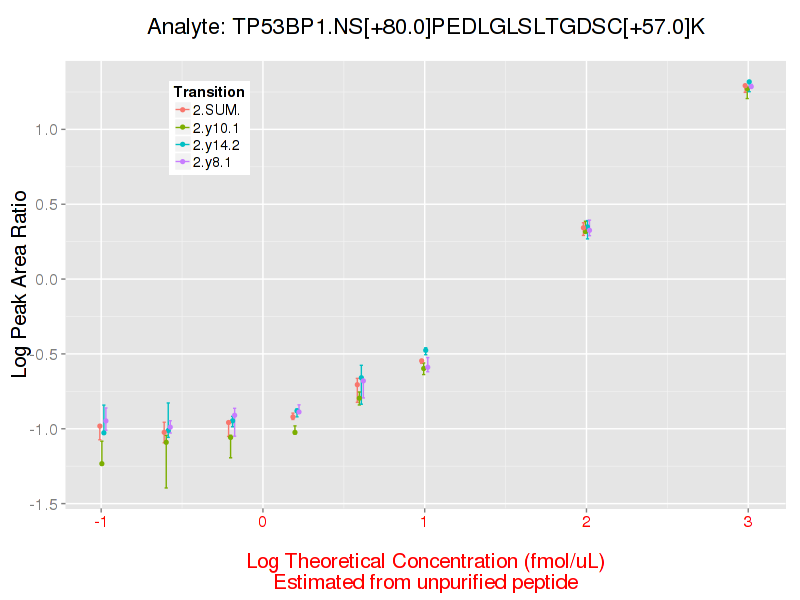 Analyte: TP53BP1.NS[+80.0]PEDLGLSLTGDSC[+57.0]K
Transition
2.SUM.
2.y10.1
2.y14.2
2.y8.1
Log Peak Area Ratio
1.0
0.5
0.0
-0.5
-1.0
-1.5
-1 0 1 2 3
Log Theoretical Concentration (fmol/uL)
Estimated from unpurified peptide